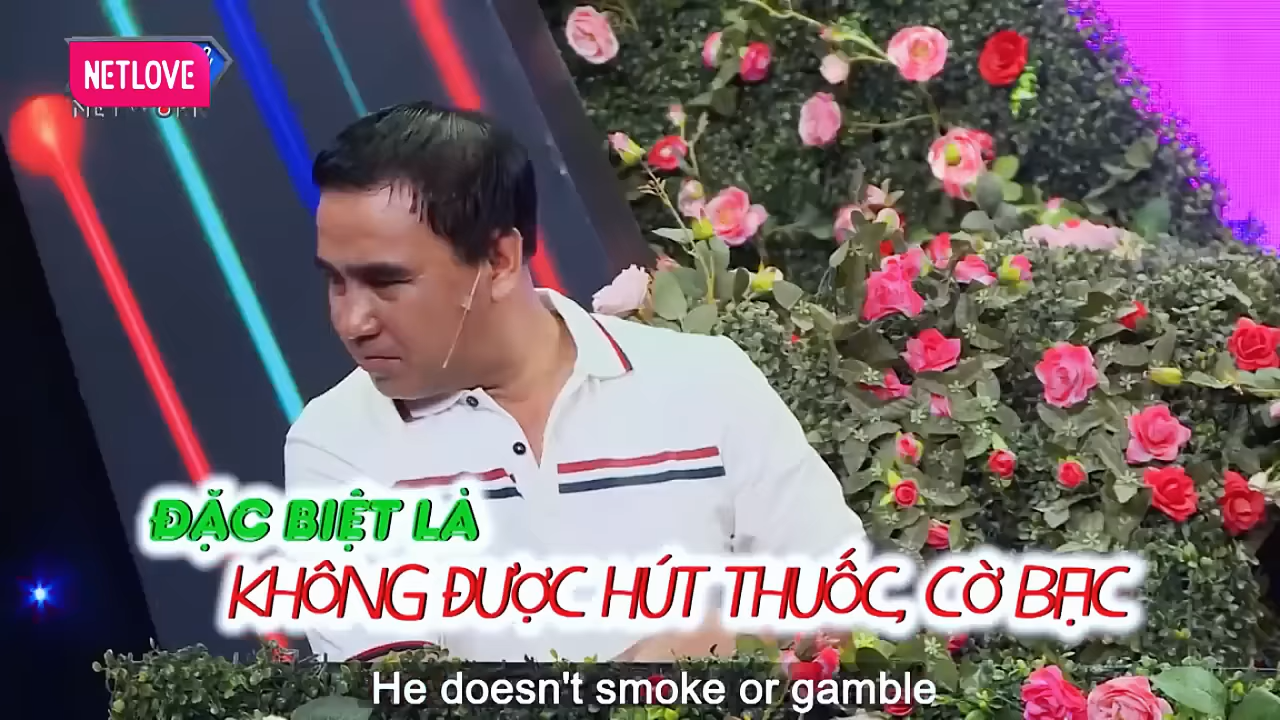 NETLOVE
ĐẶC BIỆT LÀ
KHÔNG ĐƯỢC HÚT THUỐC, CỜ BẠC
He doesn't smoke or gamble